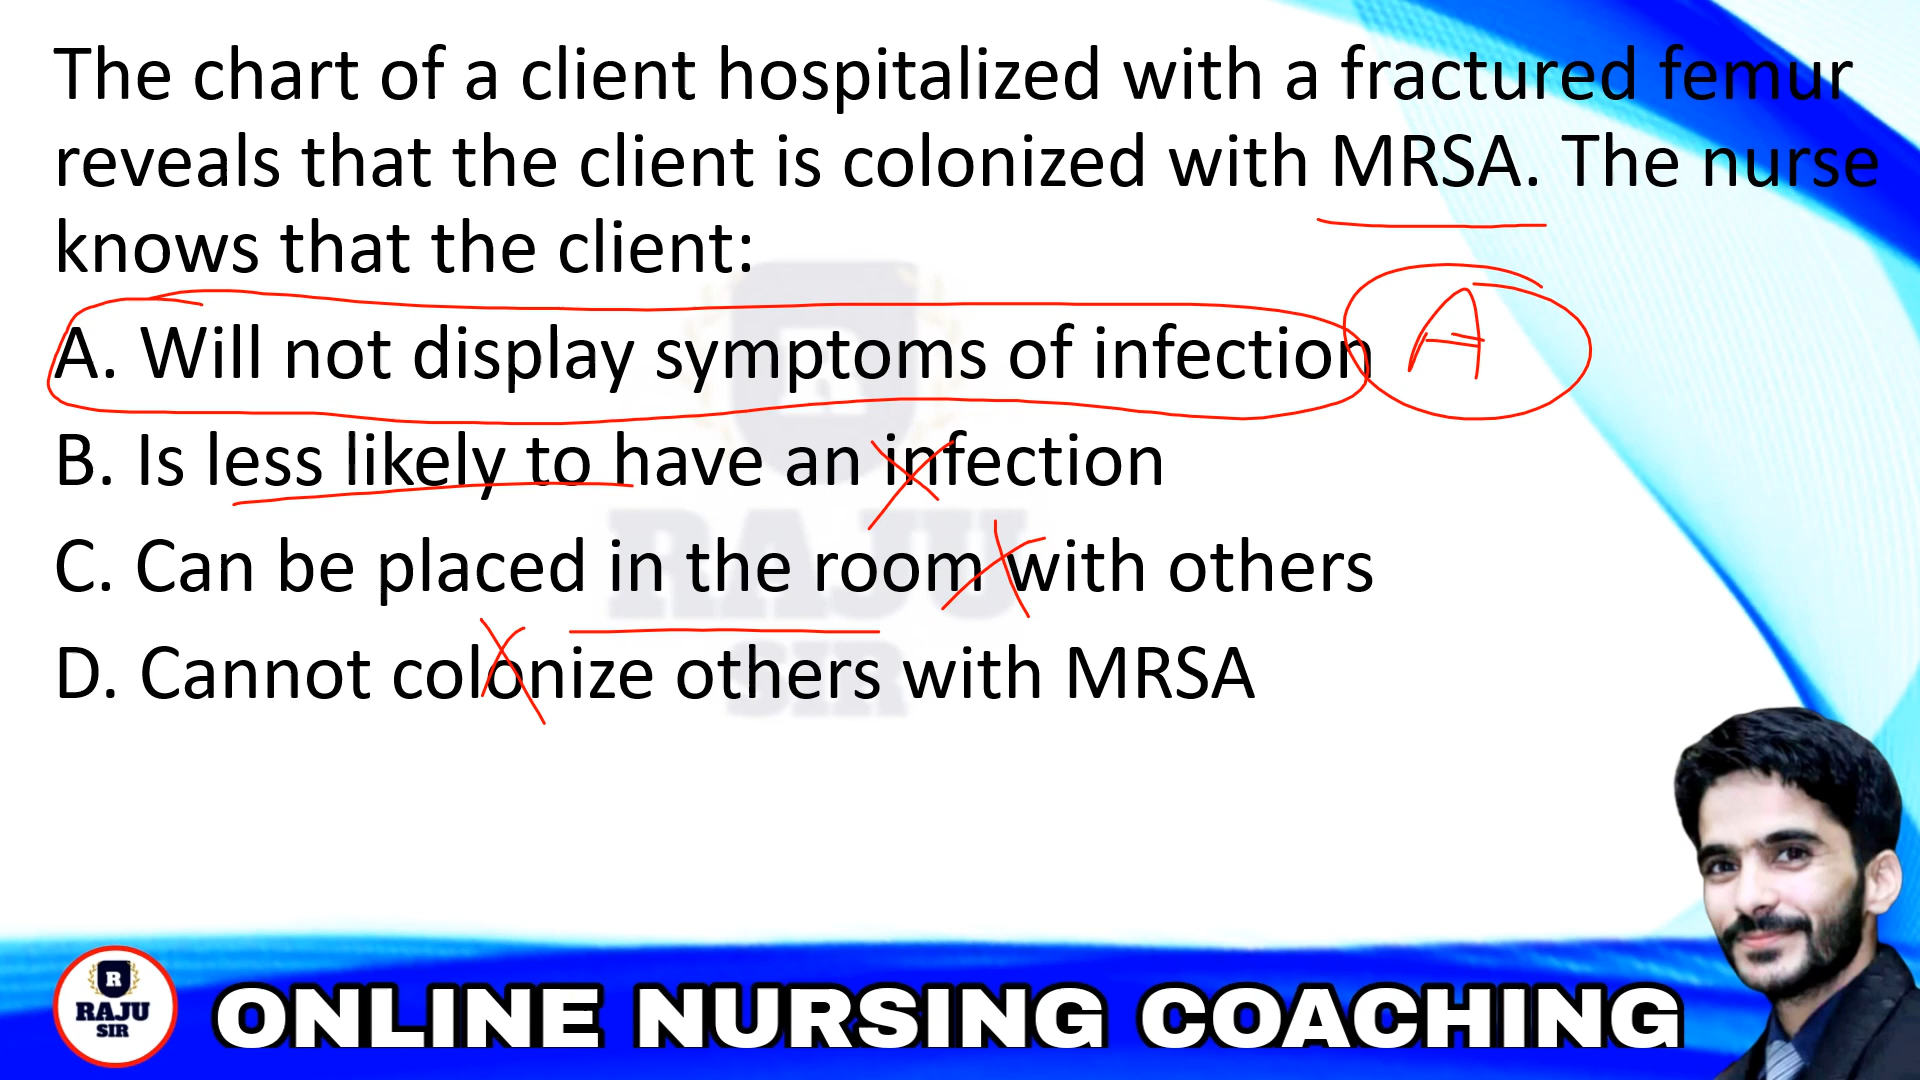 The chart of a client hospitalized with a fractured femur
reveals that the client is colonized with MRSA. The nurse
knows that the client:
A. Will not display symptoms of infection A
B. Is less likely to have an infection
C. Can be placed in the room with others
D. Cannot colonize others with MRSA
RAJU
SIR
R
RAJU
SIR
ONLINE NURSING COACHING